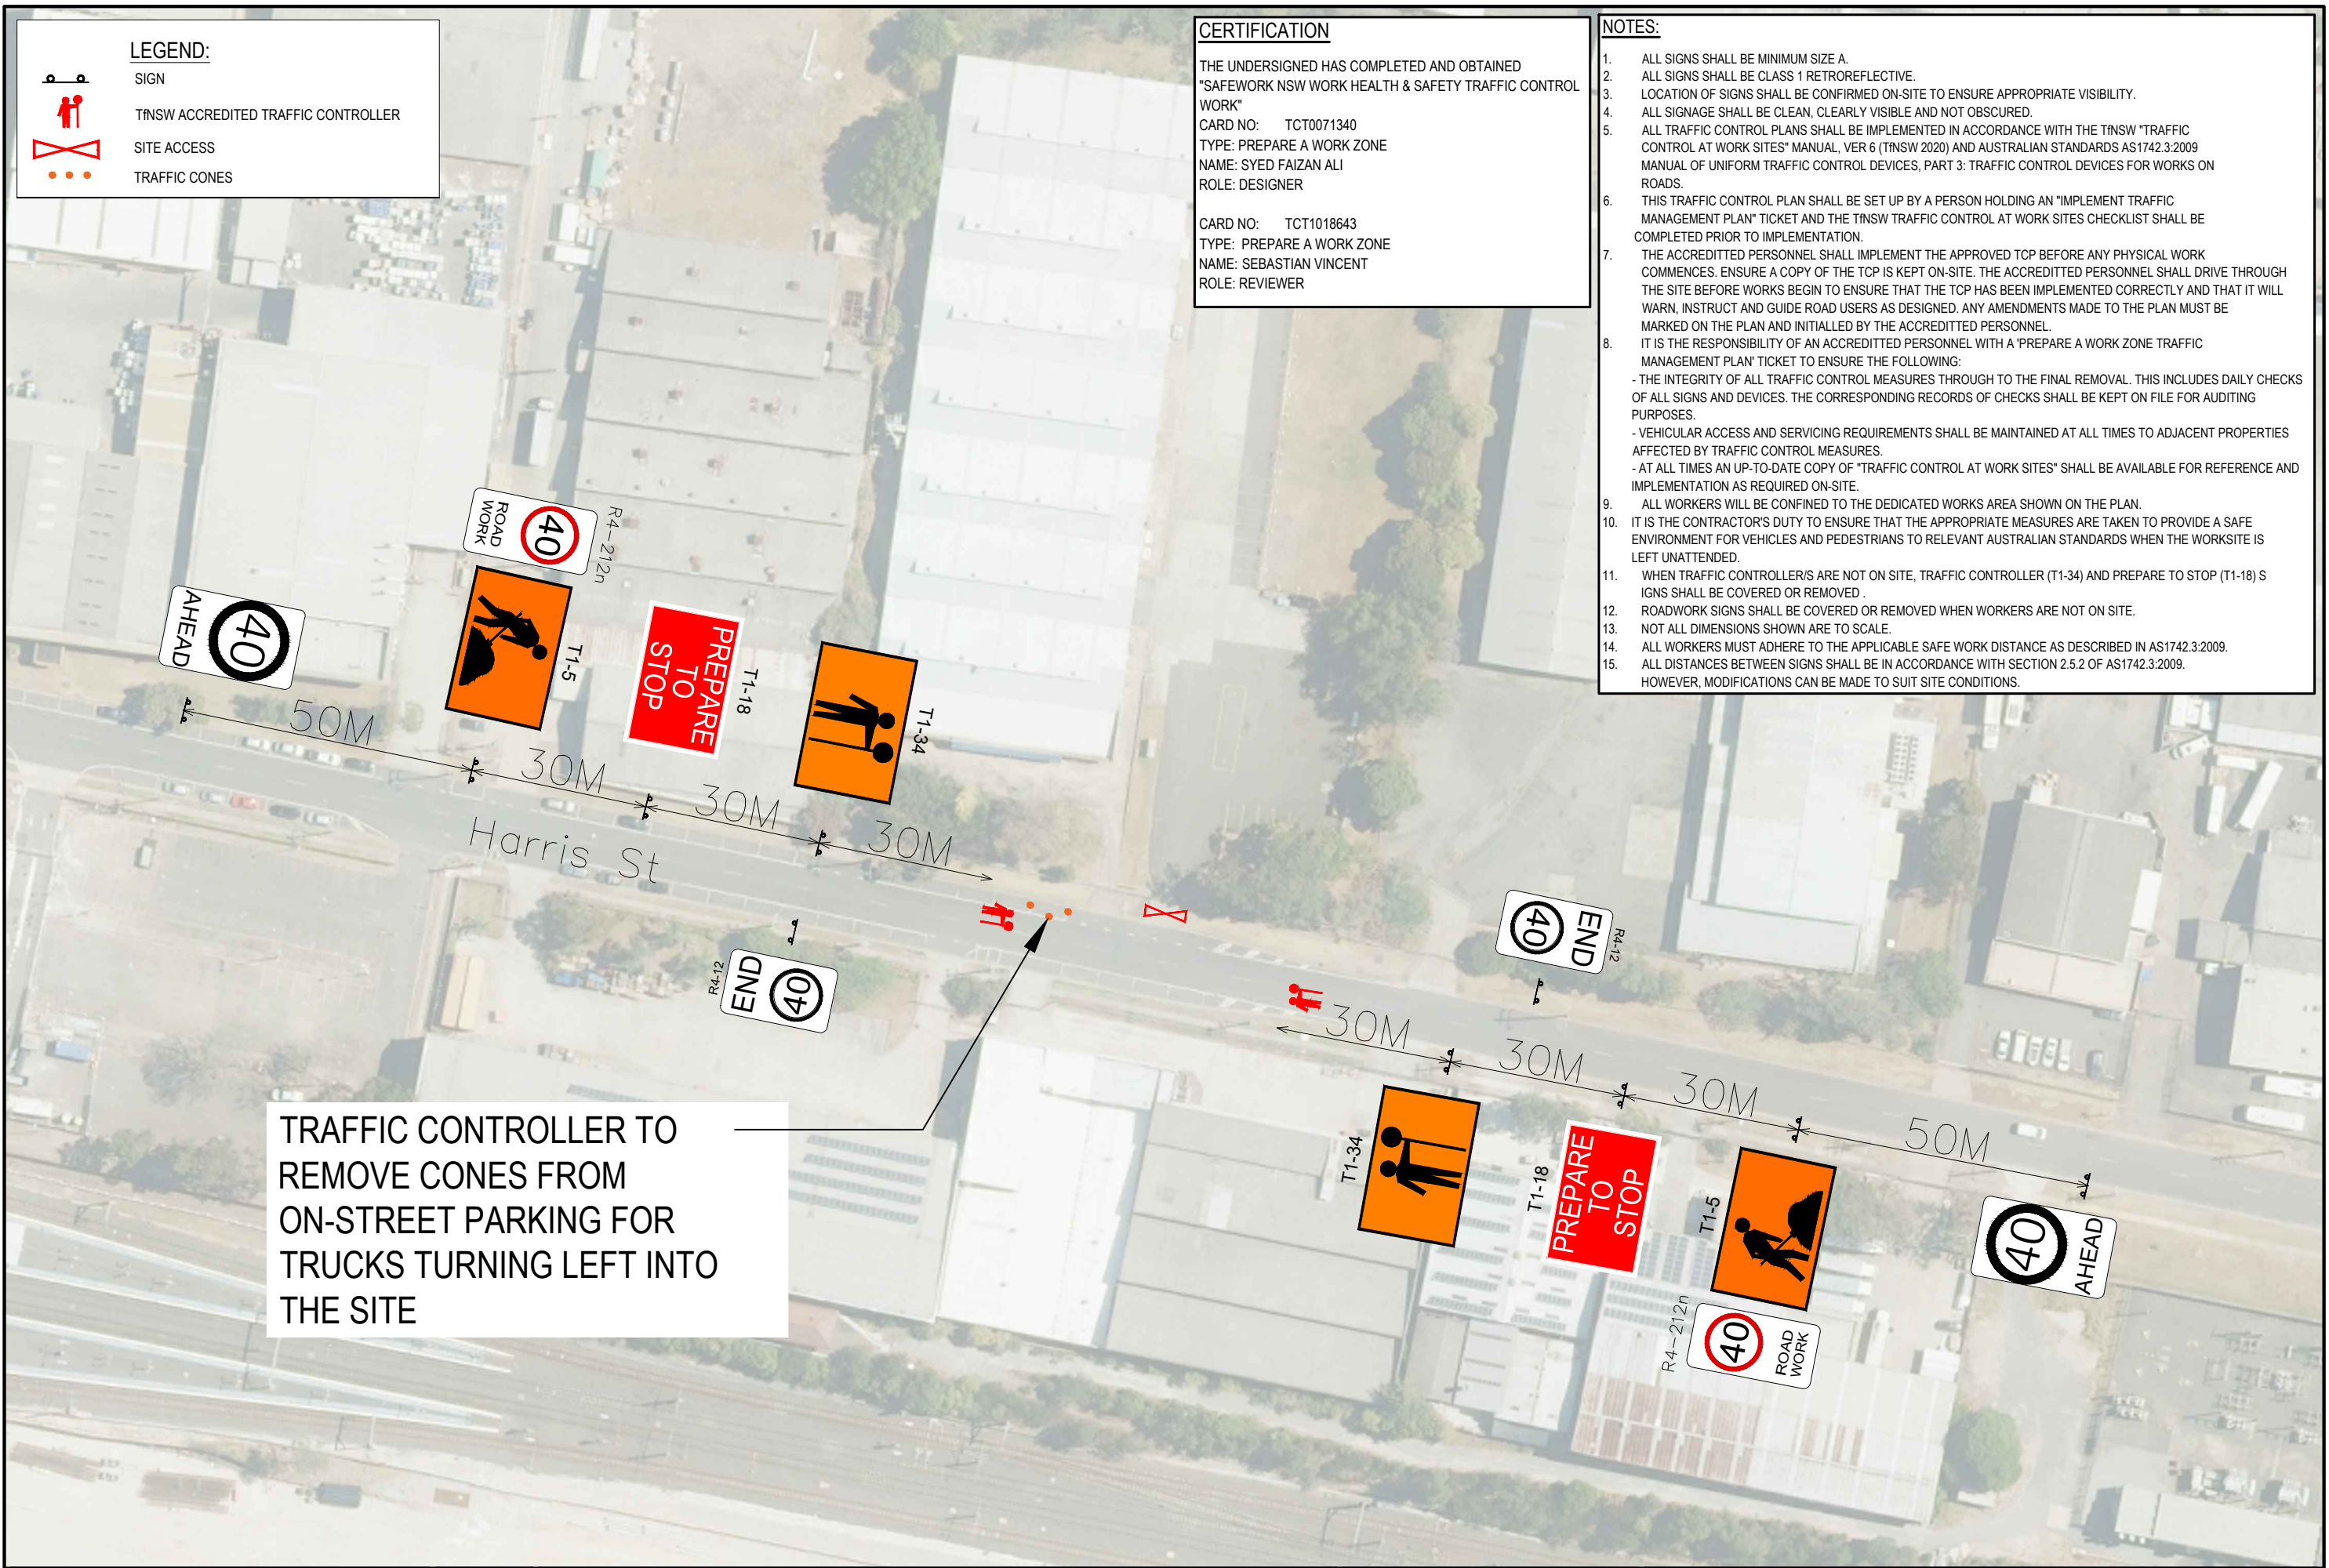 LEGEND:
SIGN
TfNSW ACCREDITED TRAFFIC CONTROLLER
SITE ACCESS
TRAFFIC CONES
CERTIFICATION
THE UNDERSIGNED HAS COMPLETED AND OBTAINED
"SAFEWORK NSW WORK HEALTH & SAFETY TRAFFIC CONTROL
WORK"
CARD NO: TCT0071340
TYPE: PREPARE A WORK ZONE
NAME: SYED FAIZAN ALI
ROLE: DESIGNER
CARD NO: TCT1018643
TYPE: PREPARE A WORK ZONE
NAME: SEBASTIAN VINCENT
ROLE: REVIEWER
NOTES:
1. ALL SIGNS SHALL BE MINIMUM SIZE A.
2. ALL SIGNS SHALL BE CLASS 1 RETROREFLECTIVE.
3. LOCATION OF SIGNS SHALL BE CONFIRMED ON-SITE TO ENSURE APPROPRIATE VISIBILITY.
4. ALL SIGNAGE SHALL BE CLEAN, CLEARLY VISIBLE AND NOT OBSCURED.
5. ALL TRAFFIC CONTROL PLANS SHALL BE IMPLEMENTED IN ACCORDANCE WITH THE TfNSW "TRAFFIC
CONTROL AT WORK SITES" MANUAL, VER 6 (TfNSW 2020) AND AUSTRALIAN STANDARDS AS1742.3:2009
MANUAL OF UNIFORM TRAFFIC CONTROL DEVICES, PART 3: TRAFFIC CONTROL DEVICES FOR WORKS ON
ROADS.
6. THIS TRAFFIC CONTROL PLAN SHALL BE SET UP BY A PERSON HOLDING AN "IMPLEMENT TRAFFIC
MANAGEMENT PLAN" TICKET AND THE TfNSW TRAFFIC CONTROL AT WORK SITES CHECKLIST SHALL BE
COMPLETED PRIOR TO IMPLEMENTATION.
7. THE ACCREDITTED PERSONNEL SHALL IMPLEMENT THE APPROVED TCP BEFORE ANY PHYSICAL WORK
COMMENCES. ENSURE A COPY OF THE TCP IS KEPT ON-SITE. THE ACCREDITTED PERSONNEL SHALL DRIVE THROUGH
THE SITE BEFORE WORKS BEGIN TO ENSURE THAT THE TCP HAS BEEN IMPLEMENTED CORRECTLY AND THAT IT WILL
WARN, INSTRUCT AND GUIDE ROAD USERS AS DESIGNED. ANY AMENDMENTS MADE TO THE PLAN MUST BE
MARKED ON THE PLAN AND INITIALLED BY THE ACCREDITTED PERSONNEL.
8. IT IS THE RESPONSIBILITY OF AN ACCREDITTED PERSONNEL WITH A 'PREPARE A WORK ZONE TRAFFIC
MANAGEMENT PLAN' TICKET TO ENSURE THE FOLLOWING:
- THE INTEGRITY OF ALL TRAFFIC CONTROL MEASURES THROUGH TO THE FINAL REMOVAL. THIS INCLUDES DAILY CHECKS
OF ALL SIGNS AND DEVICES. THE CORRESPONDING RECORDS OF CHECKS SHALL BE KEPT ON FILE FOR AUDITING
PURPOSES.
- VEHICULAR ACCESS AND SERVICING REQUIREMENTS SHALL BE MAINTAINED AT ALL TIMES TO ADJACENT PROPERTIES
AFFECTED BY TRAFFIC CONTROL MEASURES.
- AT ALL TIMES AN UP-TO-DATE COPY OF "TRAFFIC CONTROL AT WORK SITES" SHALL BE AVAILABLE FOR REFERENCE AND
IMPLEMENTATION AS REQUIRED ON-SITE.
9. ALL WORKERS WILL BE CONFINED TO THE DEDICATED WORKS AREA SHOWN ON THE PLAN.
10. IT IS THE CONTRACTOR'S DUTY TO ENSURE THAT THE APPROPRIATE MEASURES ARE TAKEN TO PROVIDE A SAFE
ENVIRONMENT FOR VEHICLES AND PEDESTRIANS TO RELEVANT AUSTRALIAN STANDARDS WHEN THE WORKSITE IS
LEFT UNATTENDED.
11. WHEN TRAFFIC CONTROLLER/S ARE NOT ON SITE, TRAFFIC CONTROLLER (T1-34) AND PREPARE TO STOP (T1-18) S
IGNS SHALL BE COVERED OR REMOVED .
12. ROADWORK SIGNS SHALL BE COVERED OR REMOVED WHEN WORKERS ARE NOT ON SITE.
13. NOT ALL DIMENSIONS SHOWN ARE TO SCALE.
14. ALL WORKERS MUST ADHERE TO THE APPLICABLE SAFE WORK DISTANCE AS DESCRIBED IN AS1742.3:2009.
15. ALL DISTANCES BETWEEN SIGNS SHALL BE IN ACCORDANCE WITH SECTION 2.5.2 OF AS1742.3:2009.
HOWEVER, MODIFICATIONS CAN BE MADE TO SUIT SITE CONDITIONS.
40
AHEAD
40
ROAD
WORK
R4-212n
T1-5
PREPARE
TO
STOP
T1-18
T1-34
50M
30M
30M
30M
Harris St
R4-12
END
40
END
40
R4-12
30M
30M
30M
50M
T1-34
T1-18
PREPARE
TO
STOP
T1-5
R4-212n
40
ROAD
WORK
40
AHEAD
TRAFFIC CONTROLLER TO
REMOVE CONES FROM
ON-STREET PARKING FOR
TRUCKS TURNING LEFT INTO
THE SITE